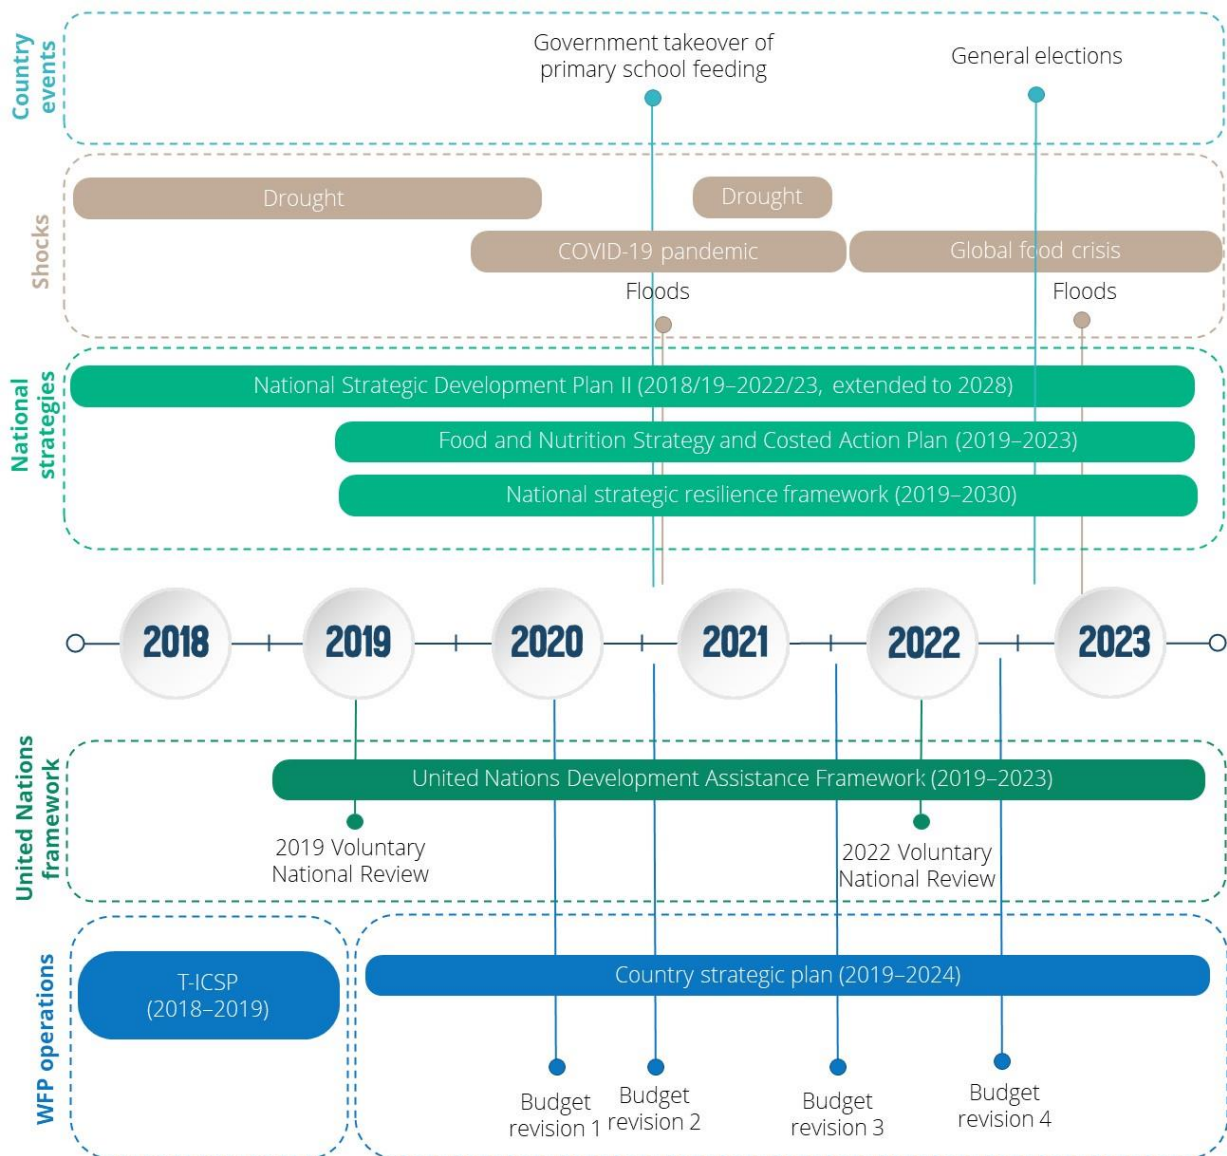 Country
events
Government takeover of
primary school feeding
General elections
Shocks
Drought
Drought
COVID-19 pandemic
Global food crisis
Floods
Floods
National
strategies
National Strategic Development Plan II (2018/19–2022/23, extended to 2028)
Food and Nutrition Strategy and Costed Action Plan (2019–2023)
National strategic resilience framework (2019–2030)
2018
2019
2020
2021
2022
2023
United Nations
framework
United Nations Development Assistance Framework (2019–2023)
2019 Voluntary
National Review
2022 Voluntary
National Review
WFP operations
T-ICSP
(2018–2019)
Country strategic plan (2019–2024)
Budget
revision 1
Budget
revision 2
Budget
revision 3
Budget
revision 4